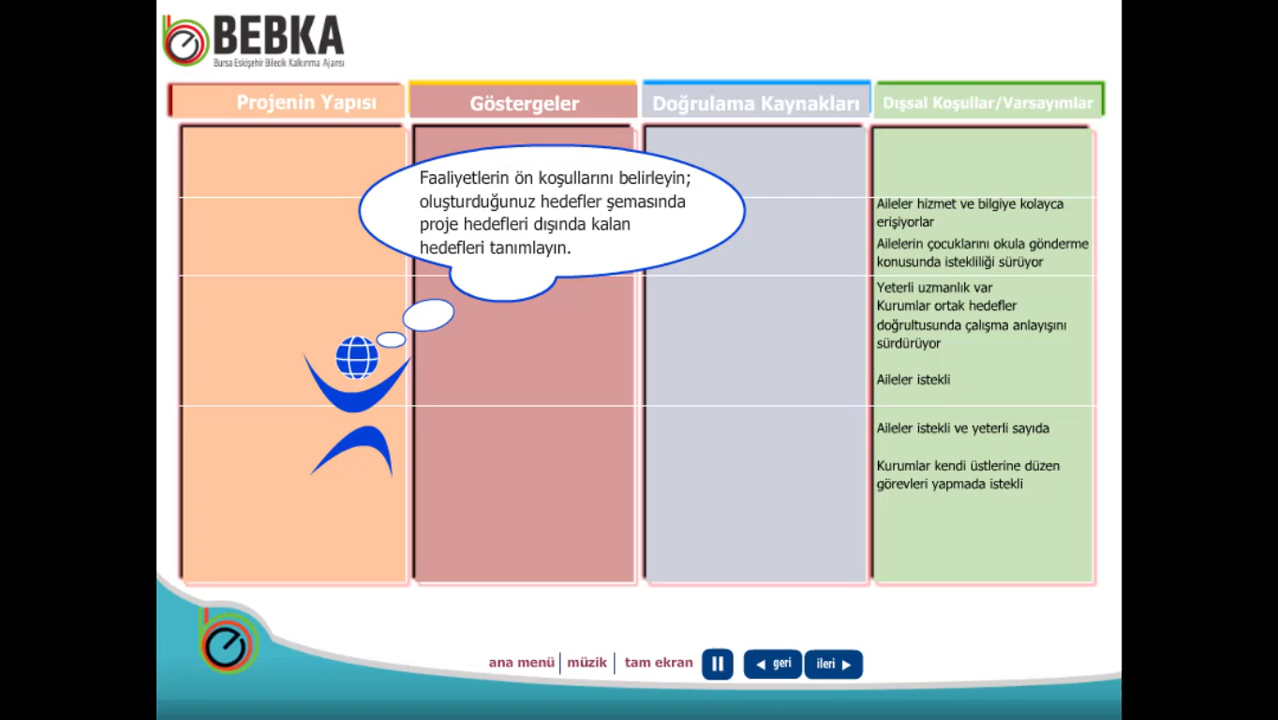 BEBKA
Bursa Eskişehir Bilecik Kalkınma Ajansı
Projenin Yapısı
Göstergeler
Doğrulama Kaynakları
Dışsal Koşullar/Varsayımlar
Faaliyetlerin ön koşullarını belirleyin;
oluşturduğunuz hedefler şemasında
proje hedefleri dışında kalan
hedefleri tanımlayın.
Aileler hizmet ve bilgiye kolayca
erişiyorlar
Ailelerin çocuklarını okula gönderme
konusunda istekliliği sürüyor
Yeterli uzmanlık var
Kurumlar ortak hedefler
doğrultusunda çalışma anlayışını
sürdürüyor
Aileler istekli
Aileler istekli ve yeterli sayıda
Kurumlar kendi üstlerine düzen
görevleri yapmada istekli
ana menü
müzik
tam ekran
geri
ileri